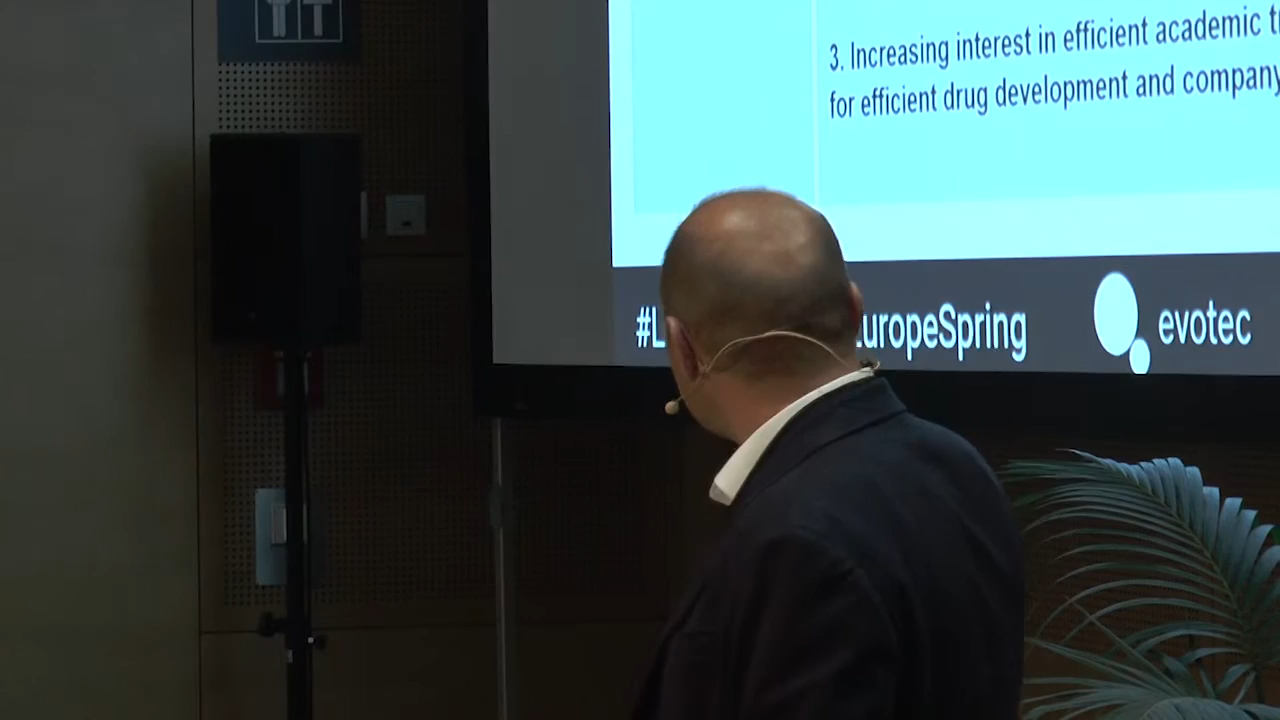 3. Increasing interest in efficient academic
for efficient drug development and company
#L
uropeSpring
evotec